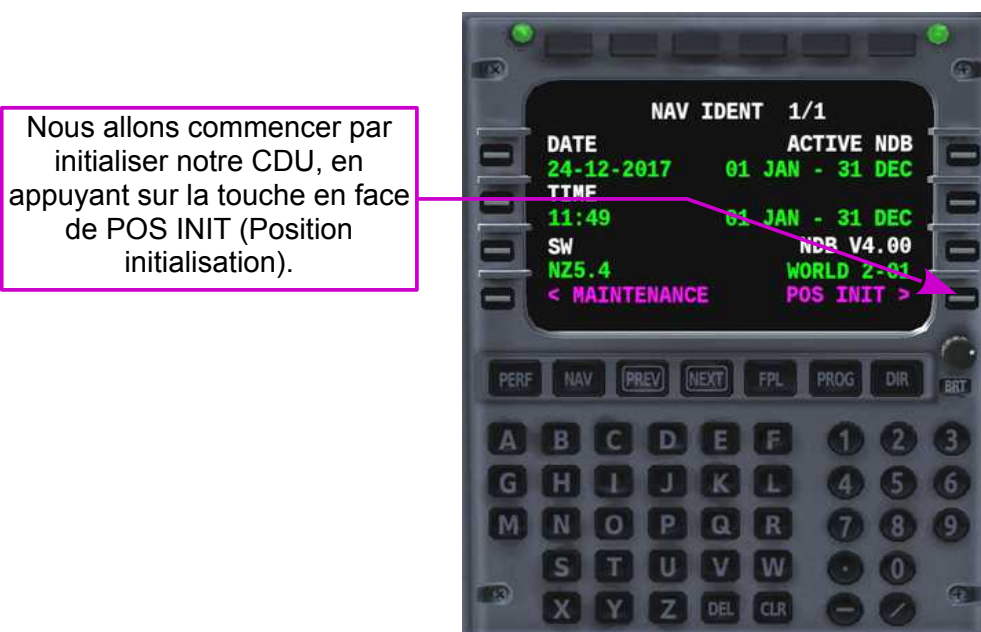 Nous allons commencer par
initialiser notre CDU, en
appuyant sur la touche en face
de POS INIT (Position
initialisation).
NAV IDENT 1/1
DATE ACTIVE NDB
24-12-2017 01 JAN - 31 DEC
TIME
11:49 01 JAN - 31 DEC
SW NDB V4.00
NZ5.4 WORLD 2-01
< MAINTENANCE POS INIT >
PERF NAV PREV NEXT FPL PROG DIR BRT
A B C D E F 1 2 3
G H I J K L 4 5 6
M N O P Q R 7 8 9
S T U V W · 0
X Y Z DEL CLR - /